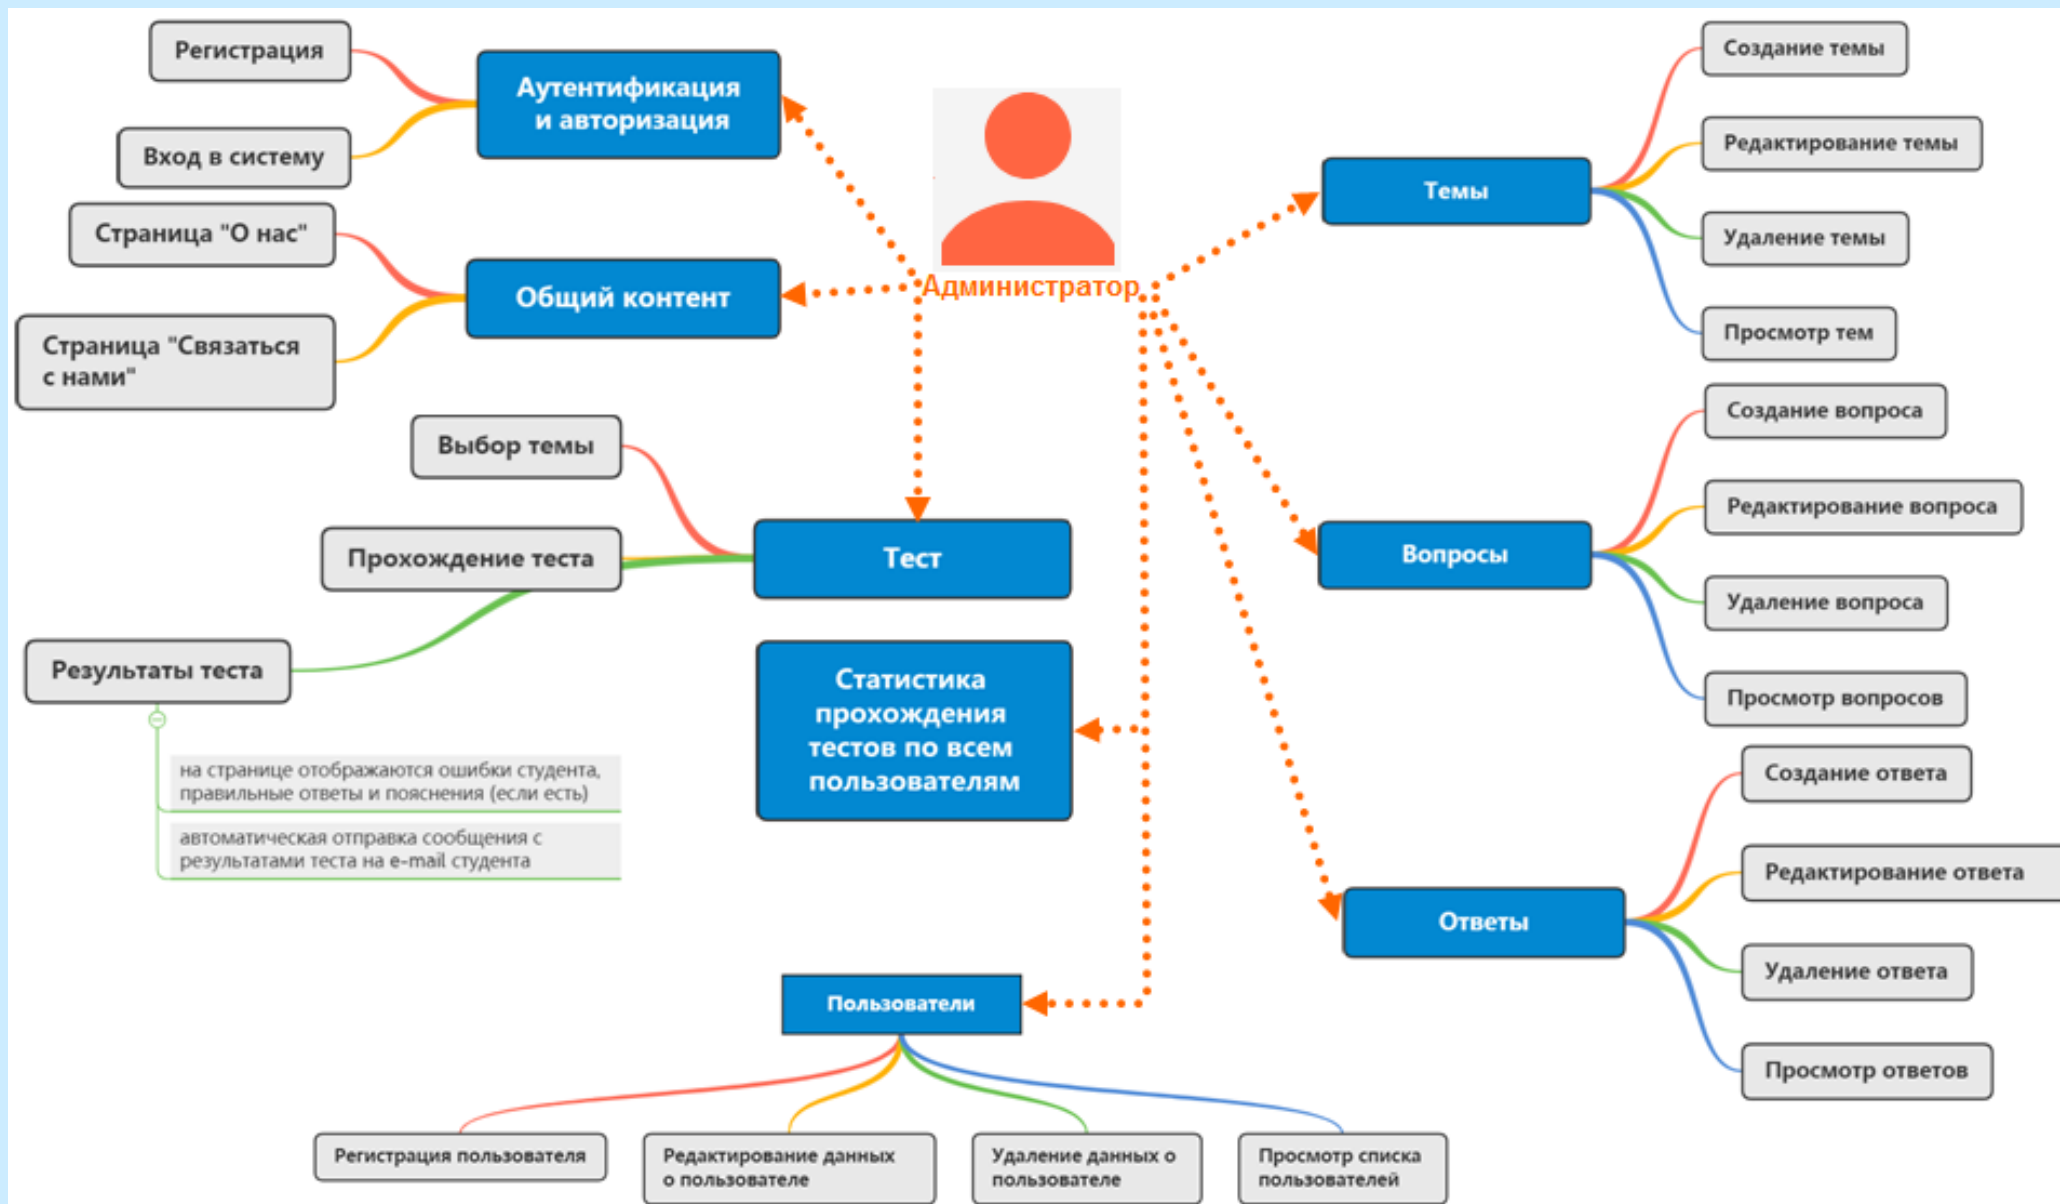 Регистрация
Вход в систему
Аутентификация
и авторизация
Страница "О нас"
Страница "Связаться
с нами"
Общий контент
Администратор
Выбор темы
Прохождение теста
Результаты теста
на странице отображаются ошибки студента,
правильные ответы и пояснения (если есть)
автоматическая отправка сообщения с
результатами теста на e-mail студента
Тест
Статистика
прохождения
тестов по всем
пользователям
Темы
Создание темы
Редактирование темы
Удаление темы
Просмотр тем
Вопросы
Создание вопроса
Редактирование вопроса
Удаление вопроса
Просмотр вопросов
Ответы
Создание ответа
Редактирование ответа
Удаление ответа
Просмотр ответов
Пользователи
Регистрация пользователя
Редактирование данных
о пользователе
Удаление данных о
пользователе
Просмотр списка
пользователей